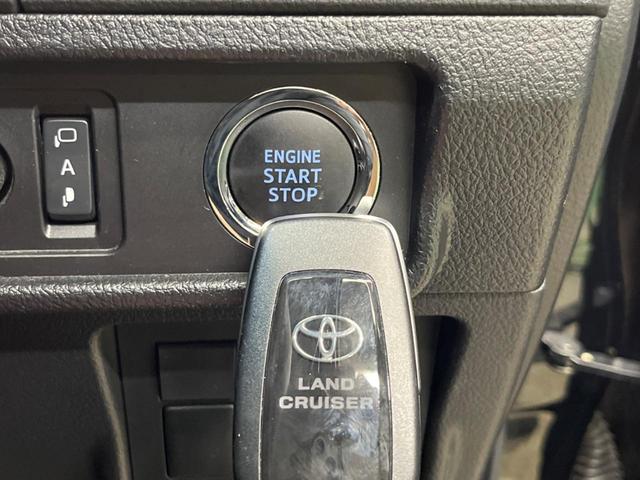 A
ENGINE
START
STOP
LAND
CRUISER